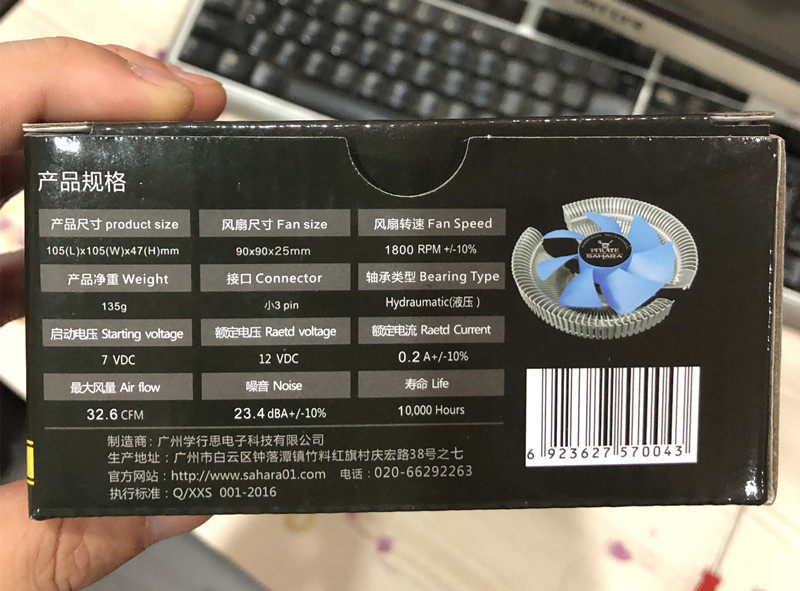 产品规格
产品尺寸 product size 风扇尺寸 Fan size 风扇转速 Fan Speed
105(L)x105(W)x47(H)mm 90x90x25mm 1800 RPM +/-10%
产品净重 Weight 接口 Connector 轴承类型 Bearing Type
135g 小3 pin Hydraumatic(液压)
启动电压 Starting voltage 额定电压 Raetd voltage 额定电流 Raetd Current
7 VDC 12 VDC 0.2 A+/-10%
最大风量 Air flow 噪音 Noise 寿命 Life
32.6 CFM 23.4 dBA+/-10% 10,000 Hours
制造商：广州学行思电子科技有限公司
生产地址：广州市白云区钟落潭镇竹料红旗村庆宏路38号之七
官方网站：http://www.sahara01.com 电话：020-66292263
执行标准：Q/XXS 001-2016
PIRATE
SAHARA
6 923627 570043